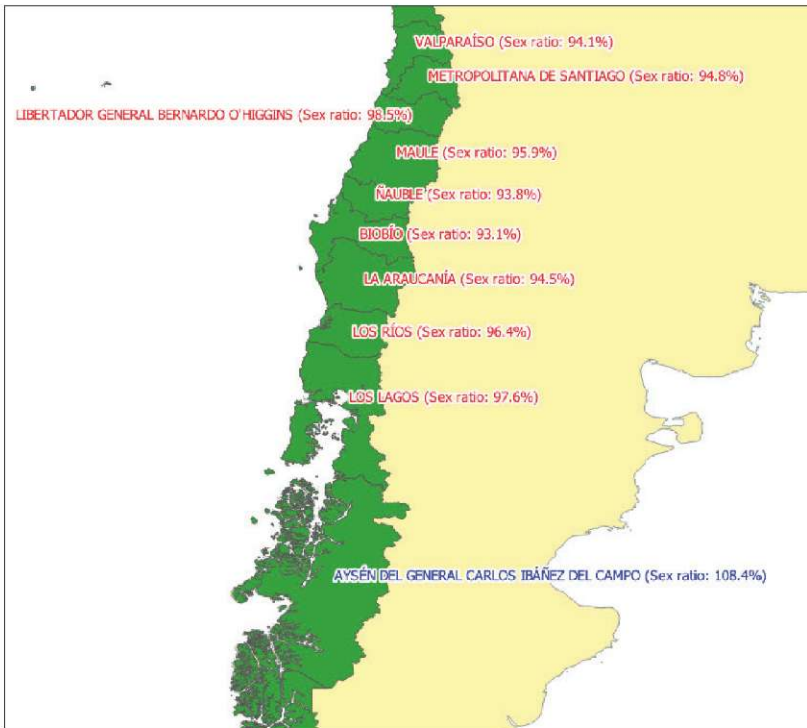 VALPARAÍSO (Sex ratio: 94.1%)
METROPOLITANA DE SANTIAGO (Sex ratio: 94.8%)
LIBERTADOR GENERAL BERNARDO O'HIGGINS (Sex ratio: 98.5%)
MAULE (Sex ratio: 95.9%)
ÑAUBLE (Sex ratio: 93.8%)
BIOBÍO (Sex ratio: 93.1%)
LA ARAUCANÍA (Sex ratio: 94.5%)
LOS RÍOS (Sex ratio: 96.4%)
LOS LAGOS (Sex ratio: 97.6%)
AYSÉN DEL GENERAL CARLOS IBÁÑEZ DEL CAMPO (Sex ratio: 108.4%)